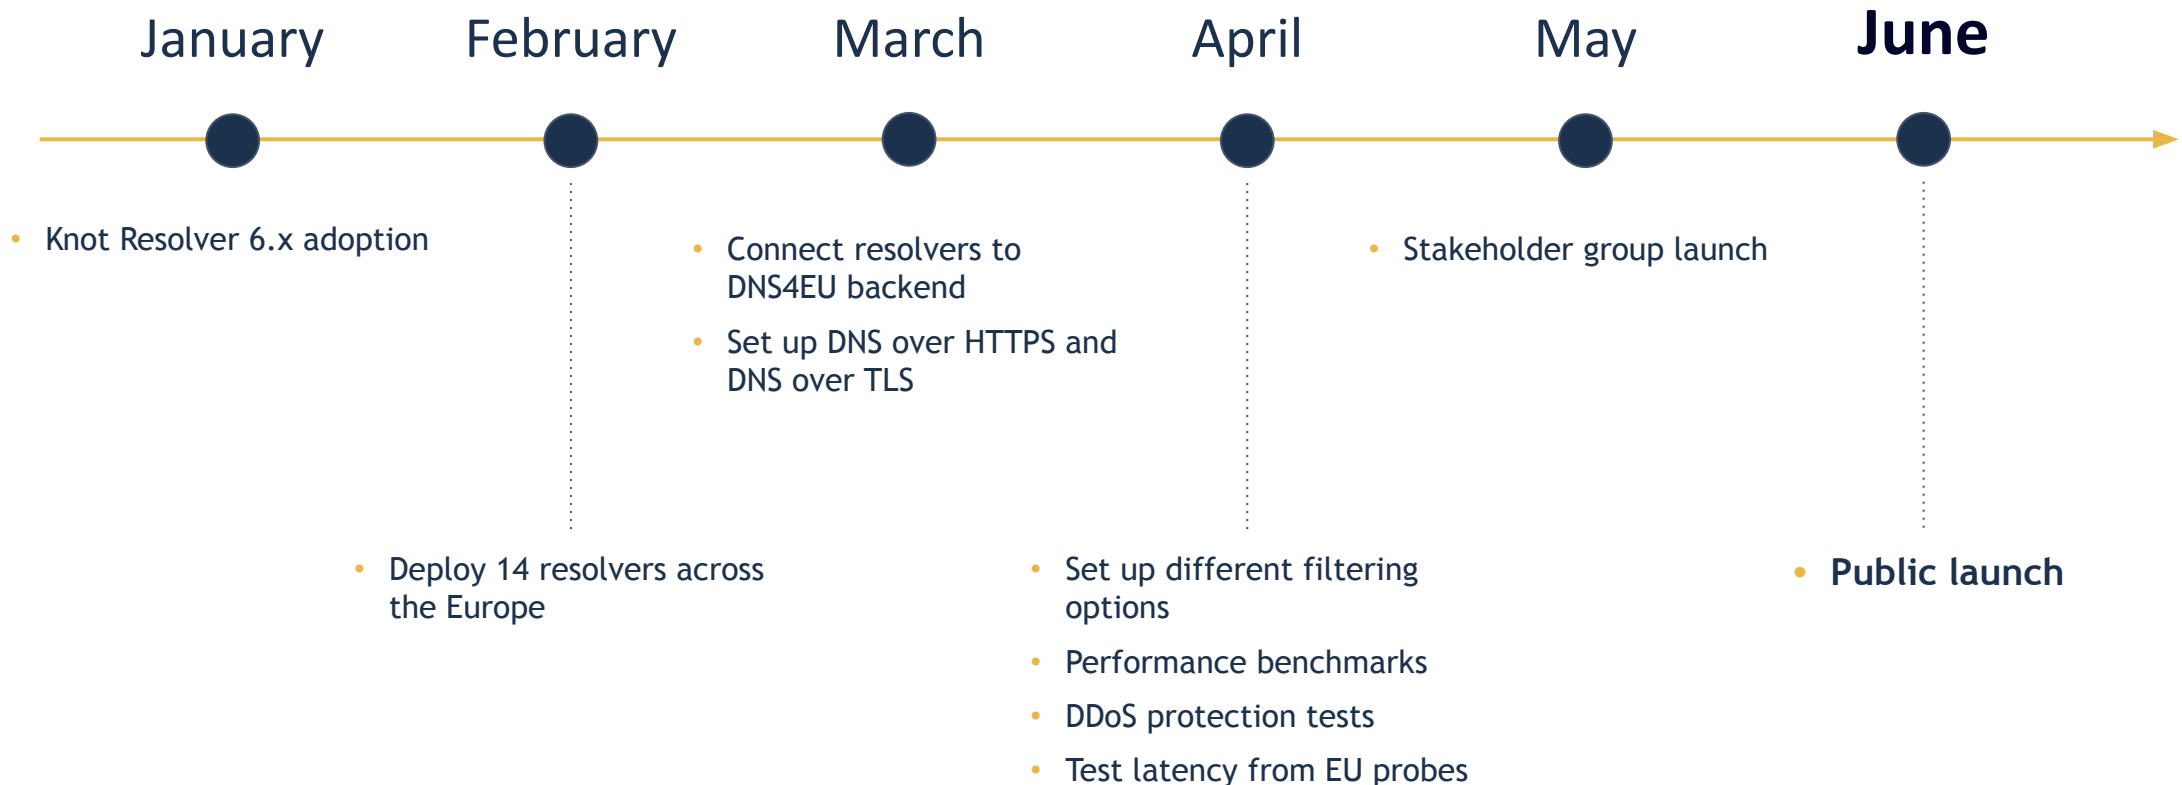 January
February
March
April
May
June
• Knot Resolver 6.x adoption
• Deploy 14 resolvers across
the Europe
• Connect resolvers to
DNS4EU backend
• Set up DNS over HTTPS and
DNS over TLS
• Set up different filtering
options
• Performance benchmarks
• DDoS protection tests
• Test latency from EU probes
• Stakeholder group launch
• Public launch